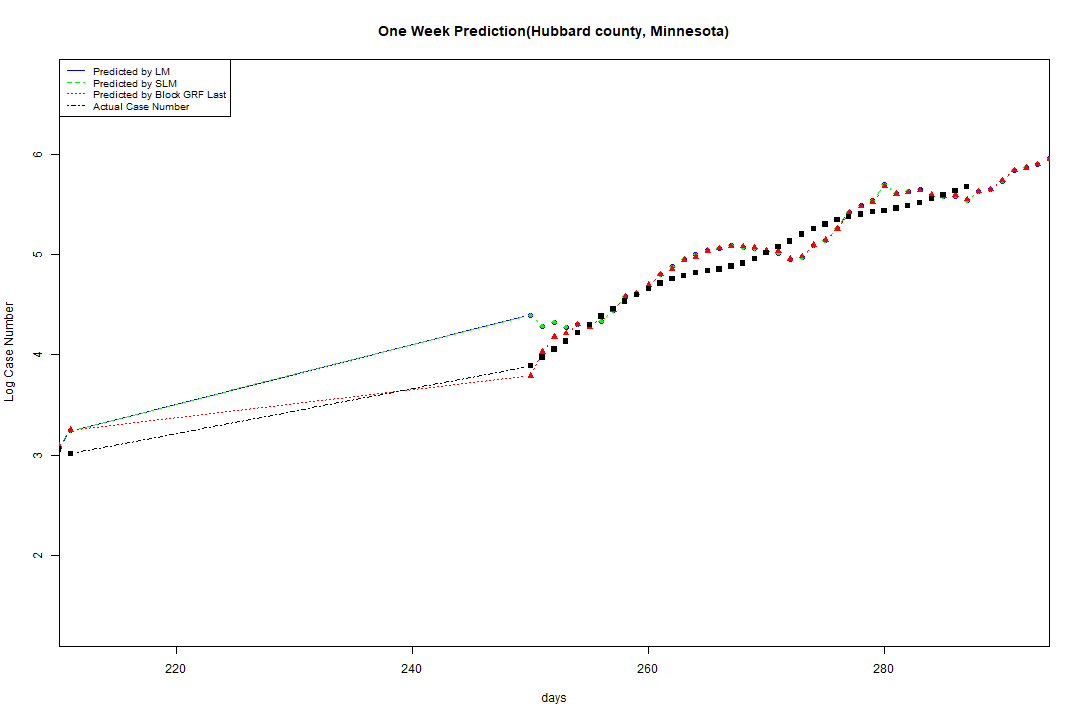 One Week Prediction(Hubbard county, Minnesota)
Predicted by LM
Predicted by SLM
Predicted by Block GRF Last
Actual Case Number
6
5
4
3
2
Log Case Number
220
240
260
280
days